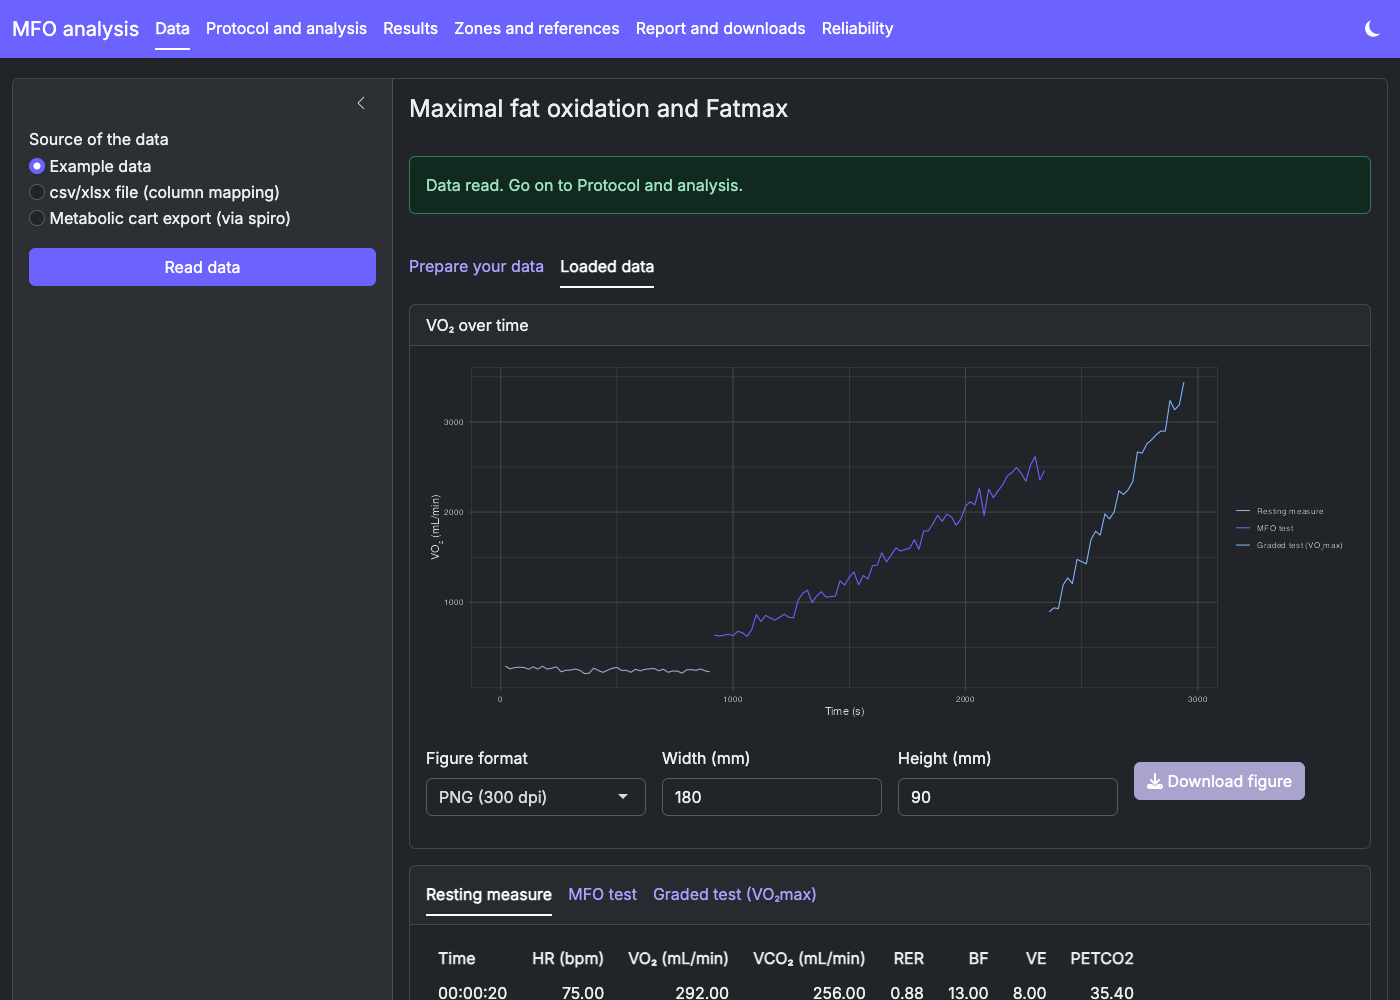 MFO analysis Data Protocol and analysis Results Zones and references Report and downloads Reliability
Source of the data
Example data
csv/xlsx file (column mapping)
Metabolic cart export (via spiro)
Read data
Maximal fat oxidation and Fatmax
Data read. Go on to Protocol and analysis.
Prepare your data Loaded data
VO₂ over time
3000
2000
1000
VO₂ (mL/min)
0 1000 2000 3000
Time (s)
Resting measure
MFO test
Graded test (VO₂max)
Figure format Width (mm) Height (mm)
PNG (300 dpi) 180 90 Download figure
Resting measure MFO test Graded test (VO₂max)
Time HR (bpm) VO₂ (mL/min) VCO₂ (mL/min) RER BF VE PETCO2
00:00:20 75.00 292.00 256.00 0.88 13.00 8.00 35.40